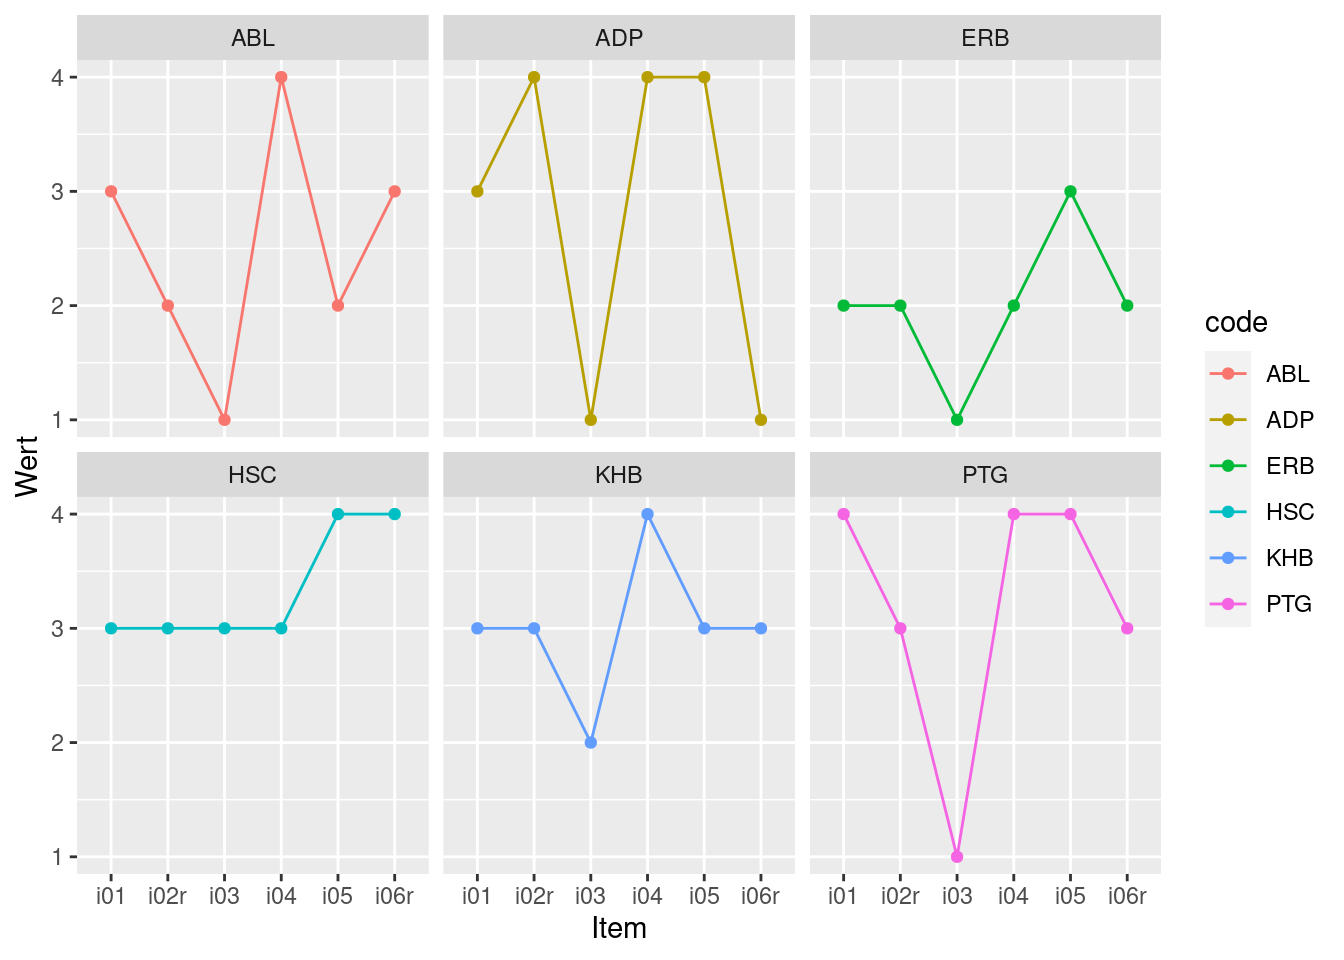 ABL ADP ERB
4
3
2
1
HSC KHB PTG
4
3
2
1
i01 i02r i03 i04 i05 i06r i01 i02r i03 i04 i05 i06r i01 i02r i03 i04 i05 i06r
Item
Wert
code
ABL
ADP
ERB
HSC
KHB
PTG